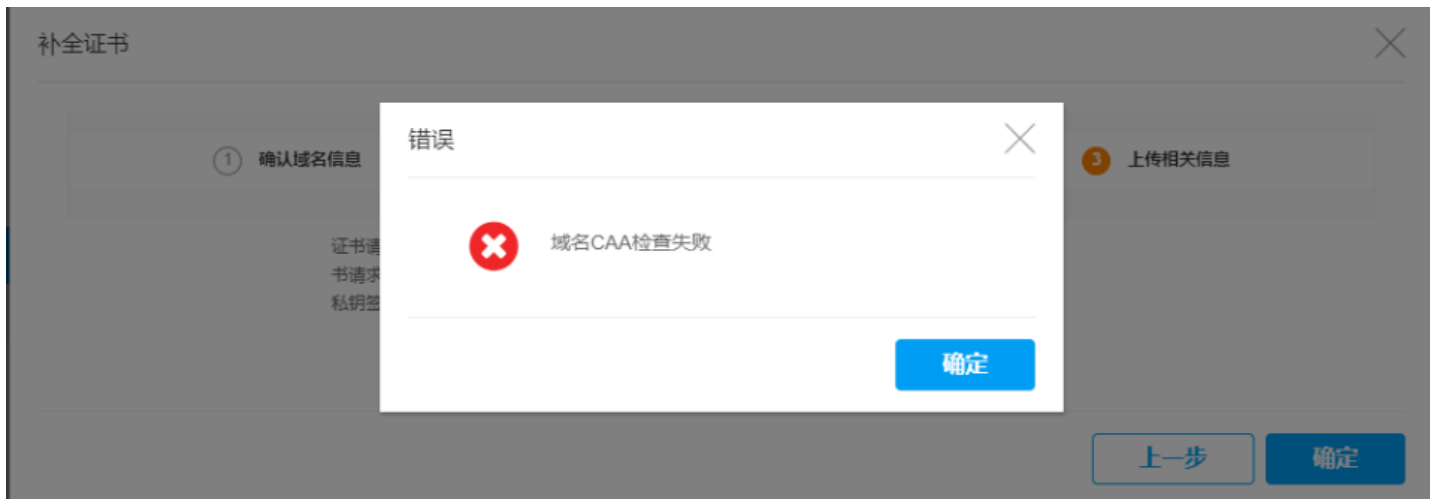 补全证书
错误
1 确认域名信息
3 上传相关信息
域名CAA检查失败
证书请
书请求
私钥签
确定
上一步
确定